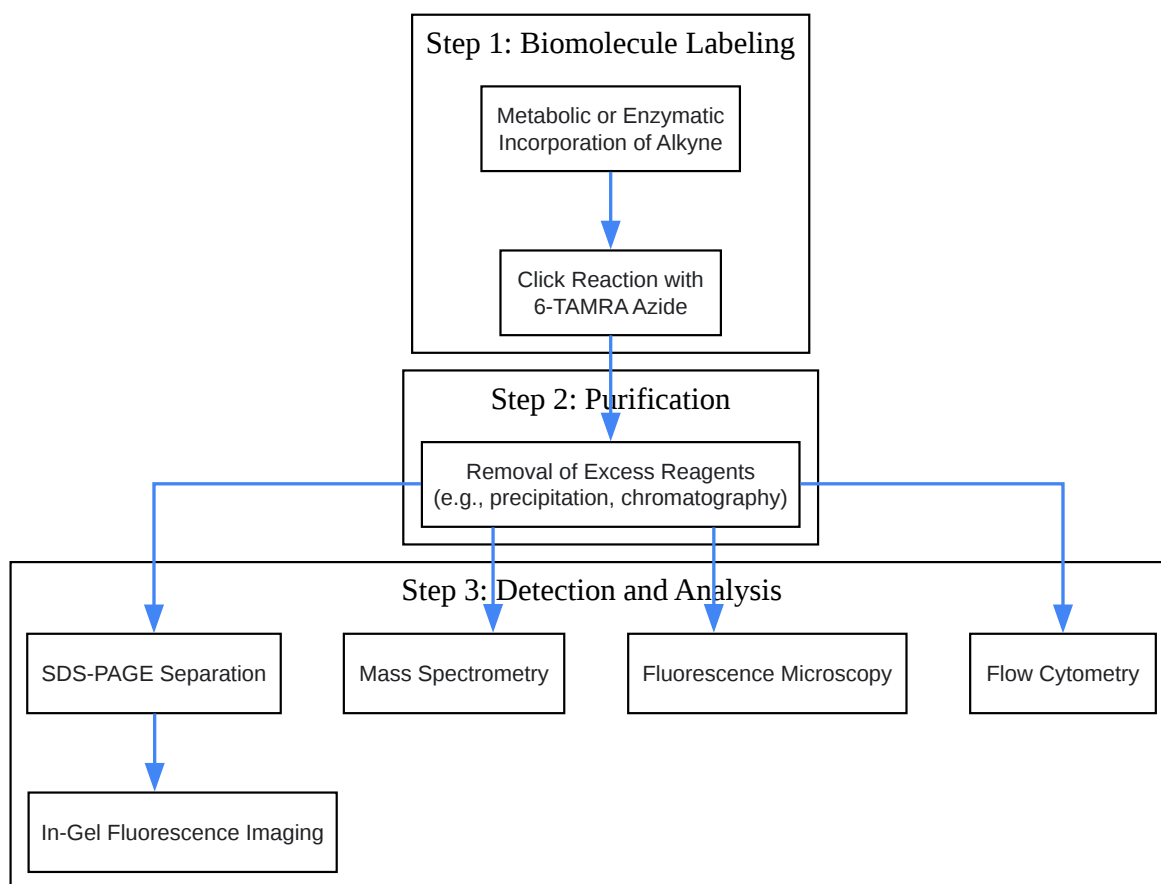 Step 1: Biomolecule Labeling
Metabolic or Enzymatic
Incorporation of Alkyne
Click Reaction with
6-TAMRA Azide
Step 2: Purification
Removal of Excess Reagents
(e.g., precipitation, chromatography)
Step 3: Detection and Analysis
SDS-PAGE Separation
Mass Spectrometry
Fluorescence Microscopy
Flow Cytometry
In-Gel Fluorescence Imaging